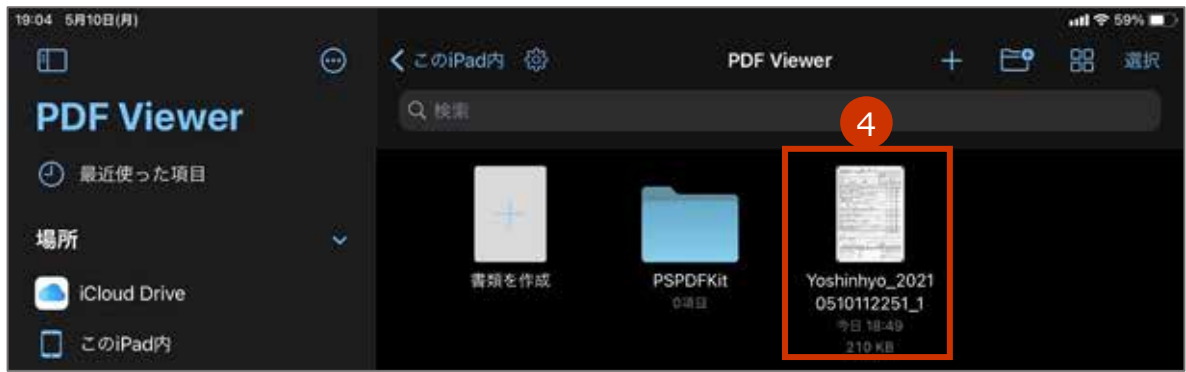 19:04 5月10日(月)
59%
PDF Viewer
最近使った項目
場所
iCloud Drive
このiPad内
このiPad内
PDF Viewer
選択
検索
4
書類を作成
PSPDFKit
0項目
Yoshinhyo_2021
0510112251_1
今日 18:49
210 KB